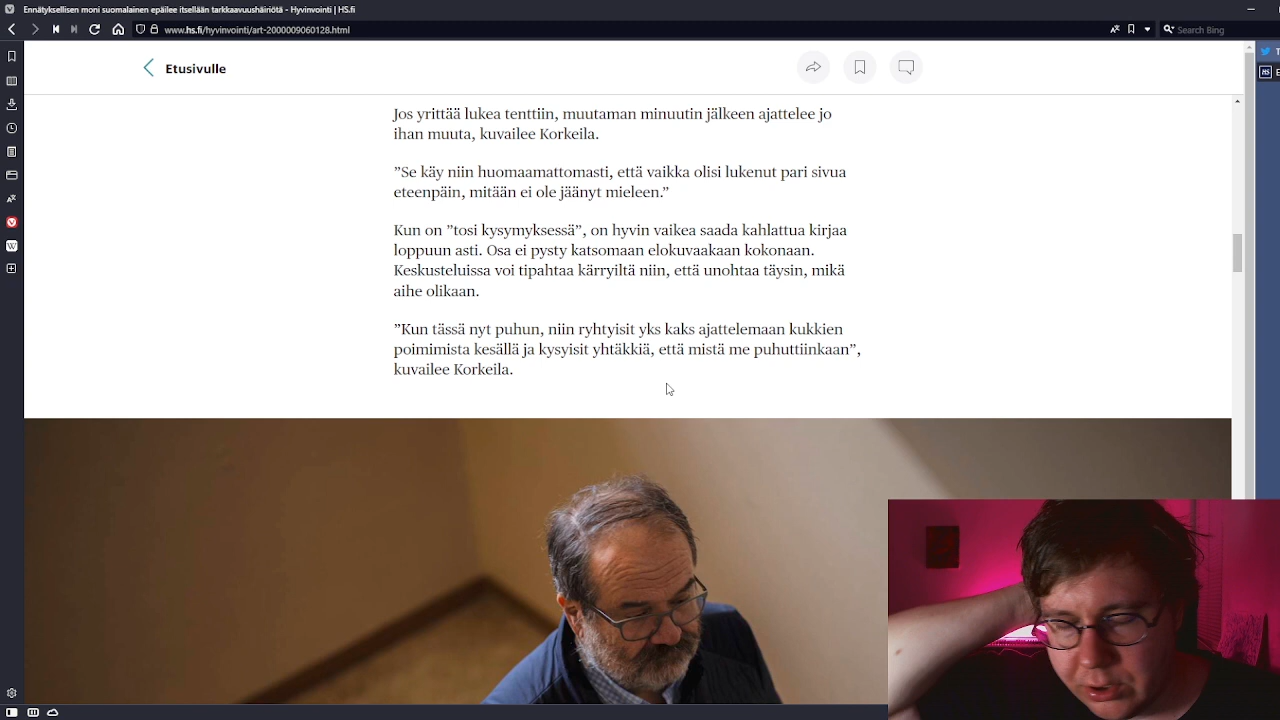 Ennätyksellisen moni suomalainen epäilee itsellään tarkkaavuushäiriötä - Hyvinvointi | HS.fi
www.hs.fi/hyvinvointi/art-2000009060128.html
Search Bing
Etusivulle
T
HS E
Jos yrittää lukea tenttiin, muutaman minuutin jälkeen ajattelee jo
ihan muuta, kuvailee Korkeila.
”Se käy niin huomaamattomasti, että vaikka olisi lukenut pari sivua
eteenpäin, mitään ei ole jäänyt mieleen.”
Kun on ”tosi kysymyksessä”, on hyvin vaikea saada kahlattua kirjaa
loppuun asti. Osa ei pysty katsomaan elokuvaakaan kokonaan.
Keskusteluissa voi tipahtaa kärryiltä niin, että unohtaa täysin, mikä
aihe olikaan.
”Kun tässä nyt puhun, niin ryhtyisit yks kaks ajattelemaan kukkien
poimimista kesällä ja kysyisit yhtäkkiä, että mistä me puhuttiinkaan”,
kuvailee Korkeila.